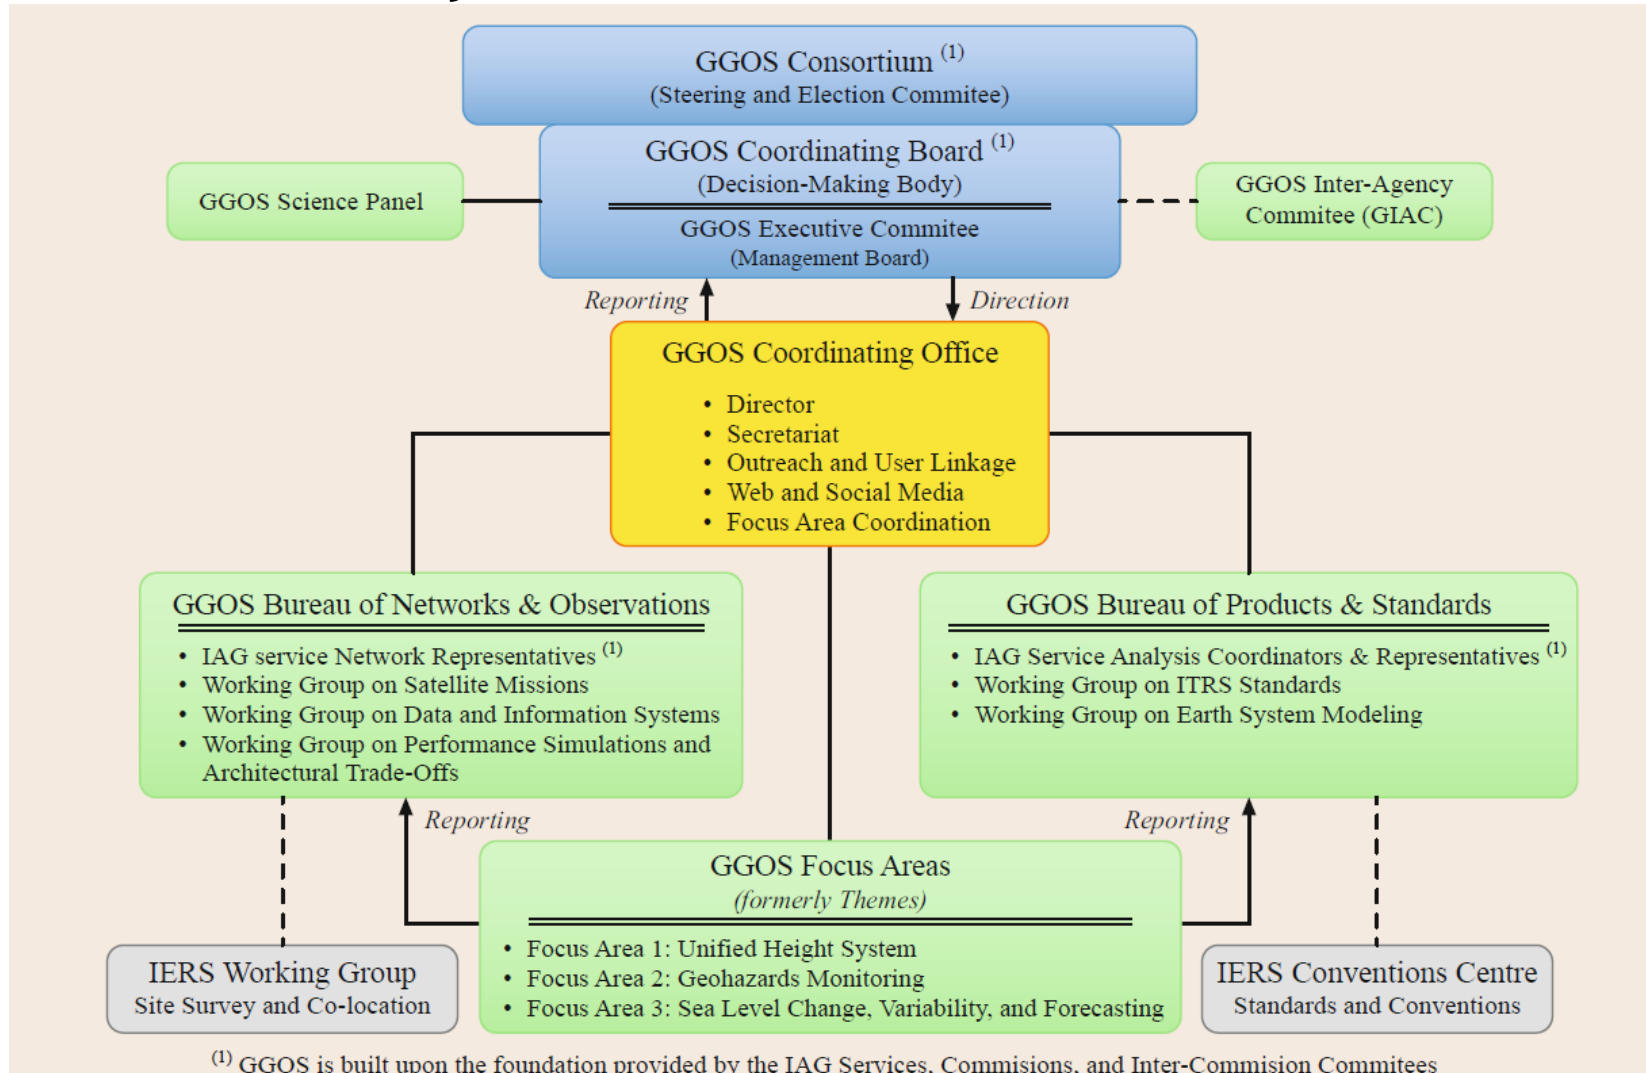 GGOS Consortium (1)
(Steering and Election Commitee)
GGOS Coordinating Board (1)
(Decision-Making Body)
GGOS Executive Commitee
(Management Board)
GGOS Science Panel
GGOS Inter-Agency
Commitee (GIAC)
Reporting
Direction
GGOS Coordinating Office
• Director
• Secretariat
• Outreach and User Linkage
• Web and Social Media
• Focus Area Coordination
GGOS Bureau of Networks & Observations
• IAG service Network Representatives (1)
• Working Group on Satellite Missions
• Working Group on Data and Information Systems
• Working Group on Performance Simulations and
Architectural Trade-Offs
GGOS Bureau of Products & Standards
• IAG Service Analysis Coordinators & Representatives (1)
• Working Group on ITRS Standards
• Working Group on Earth System Modeling
Reporting
Reporting
GGOS Focus Areas
(formerly Themes)
• Focus Area 1: Unified Height System
• Focus Area 2: Geohazards Monitoring
• Focus Area 3: Sea Level Change, Variability, and Forecasting
IERS Working Group
Site Survey and Co-location
IERS Conventions Centre
Standards and Conventions
(1) GGOS is built upon the foundation provided by the IAG Services, Commisions, and Inter-Commision Commitees